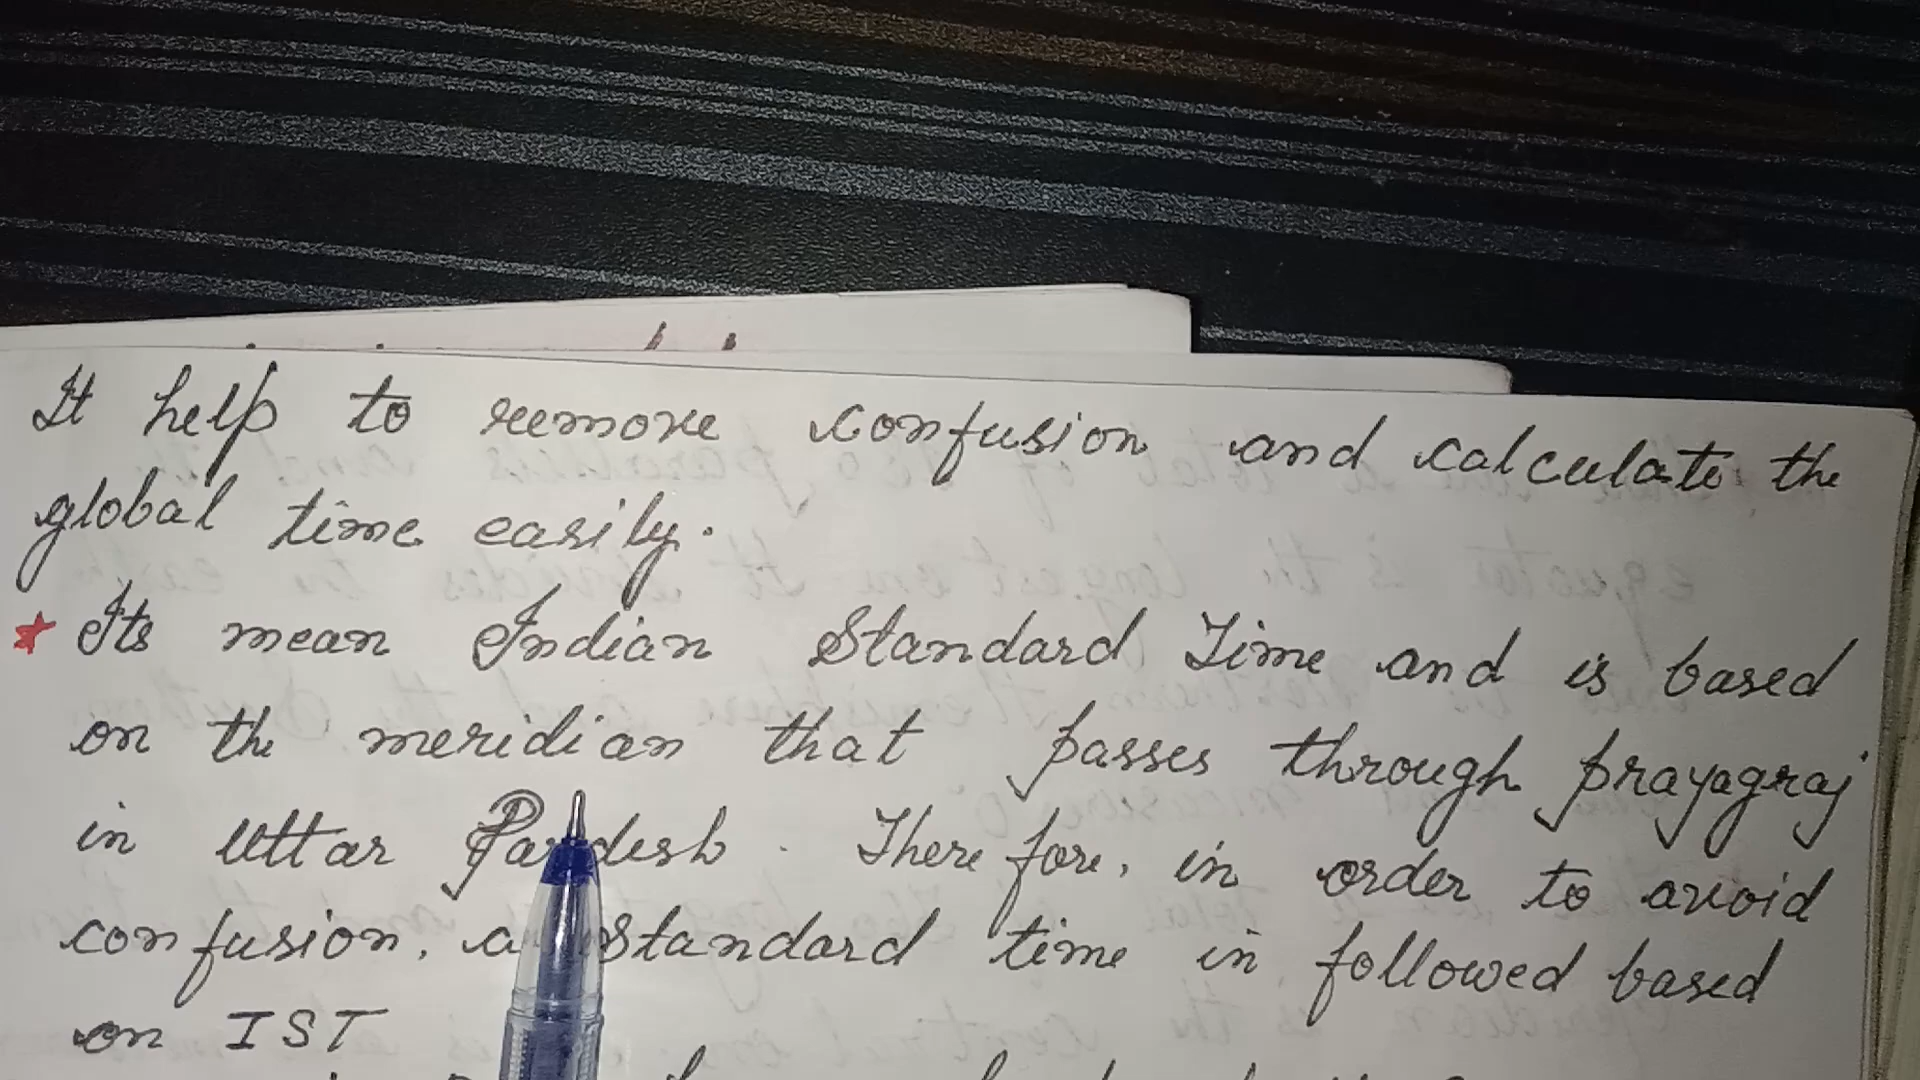 It help to remove confusion and calculate the
global time easily.
* Its mean Indian Standard Time and is based
on the meridian that passes through prayagraj
in Uttar Pardesh. There fore, in order to avoid
confusion, a standard time in followed based
on IST